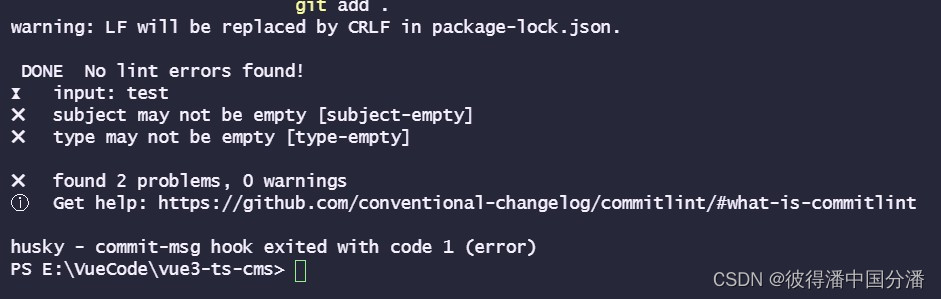 git add .
warning: LF will be replaced by CRLF in package-lock.json.
DONE  No lint errors found!
⧗   input: test
✖   subject may not be empty [subject-empty]
✖   type may not be empty [type-empty]
✖   found 2 problems, 0 warnings
ⓘ   Get help: https://github.com/conventional-changelog/commitlint/#what-is-commitlint
husky - commit-msg hook exited with code 1 (error)
PS E:\VueCode\vue3-ts-cms>
CSDN @彼得潘中国分潘